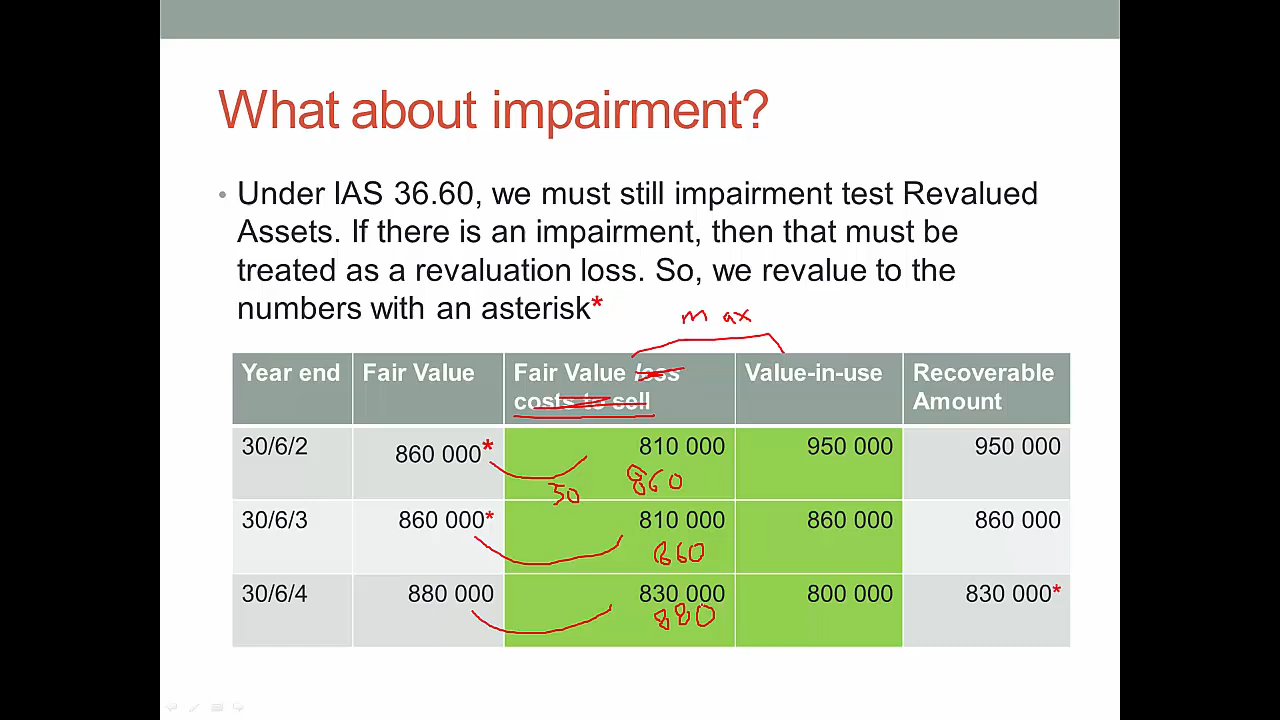 What about impairment?
• Under IAS 36.60, we must still impairment test Revalued
Assets. If there is an impairment, then that must be
treated as a revaluation loss. So, we revalue to the
numbers with an asterisk*
max
Year end Fair Value Fair Value less costs to sell Value-in-use Recoverable Amount
30/6/2 860 000* 810 000 950 000 950 000
50 860
30/6/3 860 000* 810 000 860 000 860 000
860
30/6/4 880 000 830 000 800 000 830 000*
880